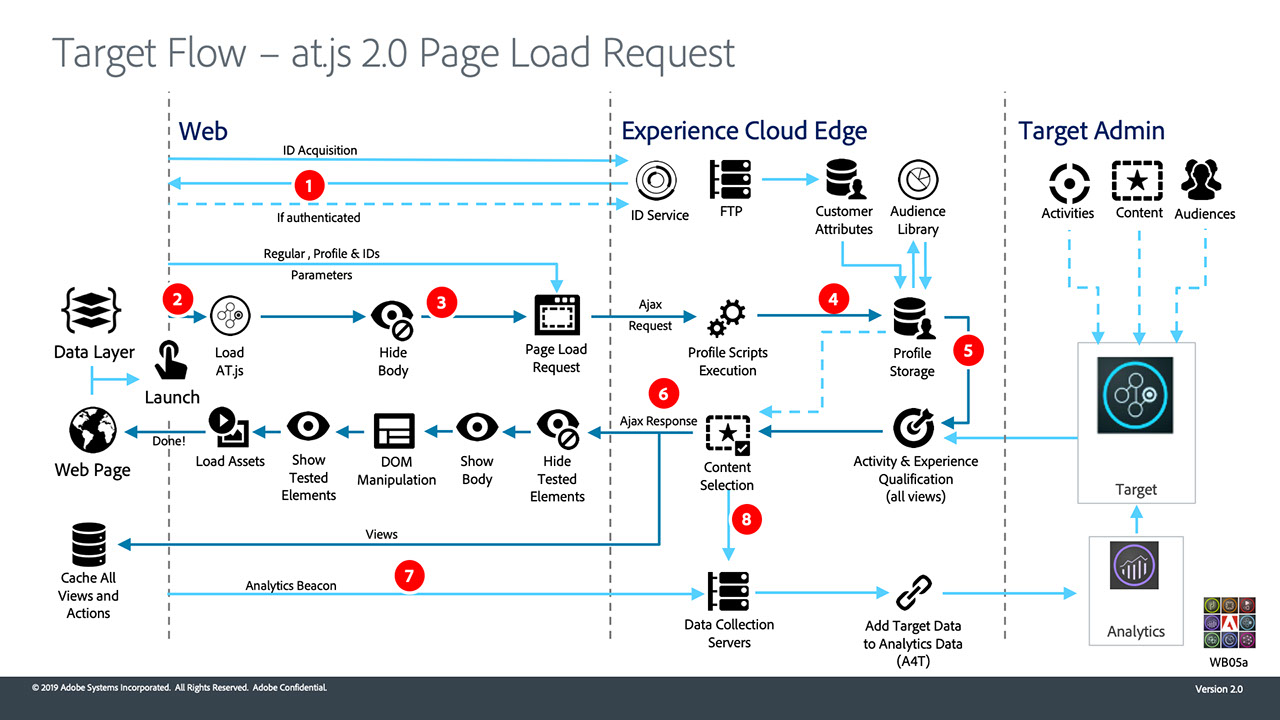 Target Flow – at.js 2.0 Page Load Request
Web
Experience Cloud Edge
Target Admin
ID Acquisition
1
If authenticated
ID Service
FTP
Customer
Attributes
Audience
Library
Activities
Content
Audiences
Regular , Profile & IDs
Parameters
Data Layer
2
Load
AT.js
Hide
Body
3
Page Load
Request
Ajax
Request
Profile Scripts
Execution
4
Profile
Storage
5
Launch
Web Page
Done!
Load Assets
Show
Tested
Elements
DOM
Manipulation
Show
Body
Hide
Tested
Elements
6
Ajax Response
Content
Selection
Activity & Experience
Qualification
(all views)
Target
8
Views
Cache All
Views and
Actions
7
Analytics Beacon
Data Collection
Servers
Add Target Data
to Analytics Data
(A4T)
Analytics
WB05a
© 2019 Adobe Systems Incorporated. All Rights Reserved. Adobe Confidential.
Version 2.0